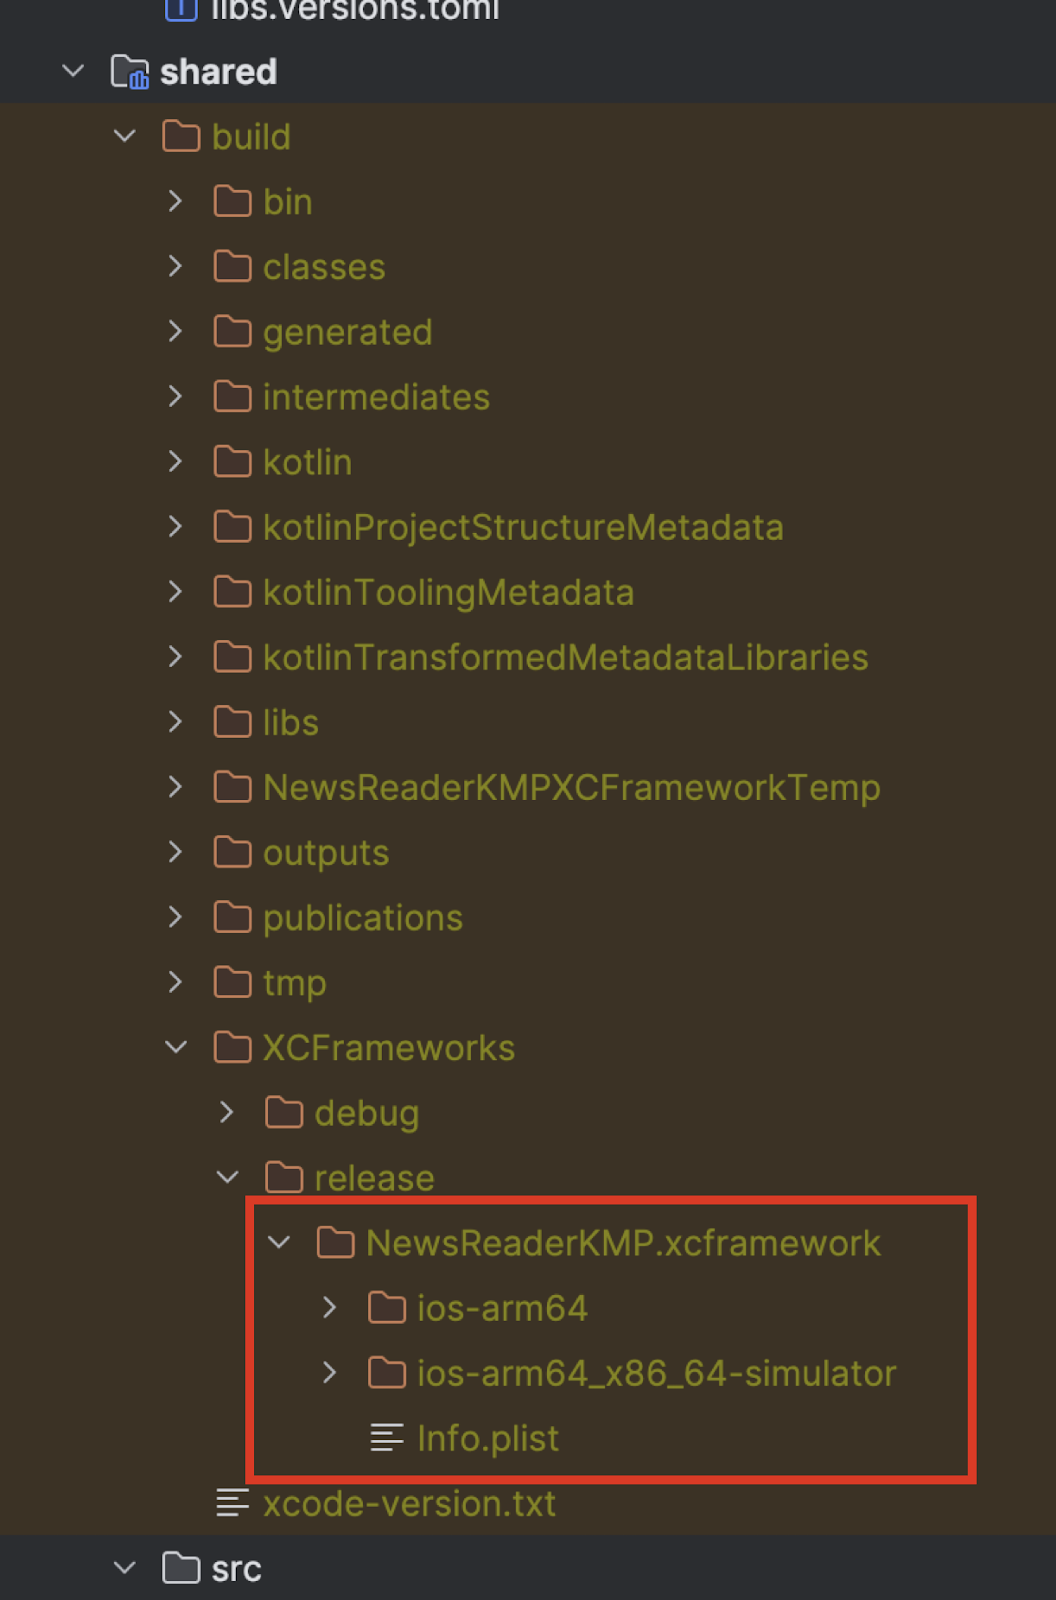 libs.versions.toml
shared
build
bin
classes
generated
intermediates
kotlin
kotlinProjectStructureMetadata
kotlinToolingMetadata
kotlinTransformedMetadataLibraries
libs
NewsReaderKMPXCFrameworkTemp
outputs
publications
tmp
XCFrameworks
debug
release
NewsReaderKMP.xcframework
ios-arm64
ios-arm64_x86_64-simulator
Info.plist
xcode-version.txt
src